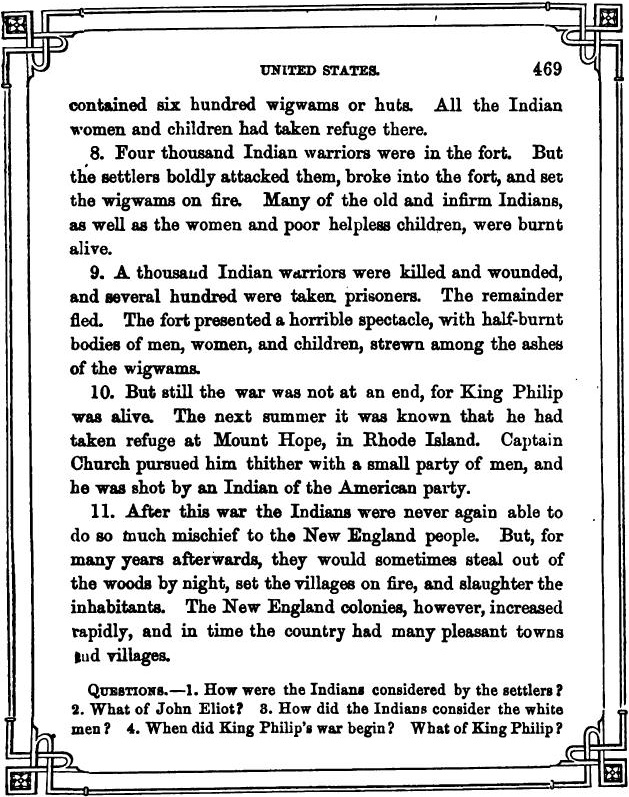 UNITED STATES. 469
contained six hundred wigwams or huts. All the Indian
women and children had taken refuge there.
8. Four thousand Indian warriors were in the fort. But
the settlers boldly attacked them, broke into the fort, and set
the wigwams on fire. Many of the old and infirm Indians,
as well as the women and poor helpless children, were burnt
alive.
9. A thousand Indian warriors were killed and wounded,
and several hundred were taken prisoners. The remainder
fled. The fort presented a horrible spectacle, with half-burnt
bodies of men, women, and children, strewn among the ashes
of the wigwams.
10. But still the war was not at an end, for King Philip
was alive. The next summer it was known that he had
taken refuge at Mount Hope, in Rhode Island. Captain
Church pursued him thither with a small party of men, and
he was shot by an Indian of the American party.
11. After this war the Indians were never again able to
do so much mischief to the New England people. But, for
many years afterwards, they would sometimes steal out of
the woods by night, set the villages on fire, and slaughter the
inhabitants. The New England colonies, however, increased
rapidly, and in time the country had many pleasant towns
and villages.
QUESTIONS.—1. How were the Indians considered by the settlers?
2. What of John Eliot? 3. How did the Indians consider the white
men? 4. When did King Philip's war begin? What of King Philip?